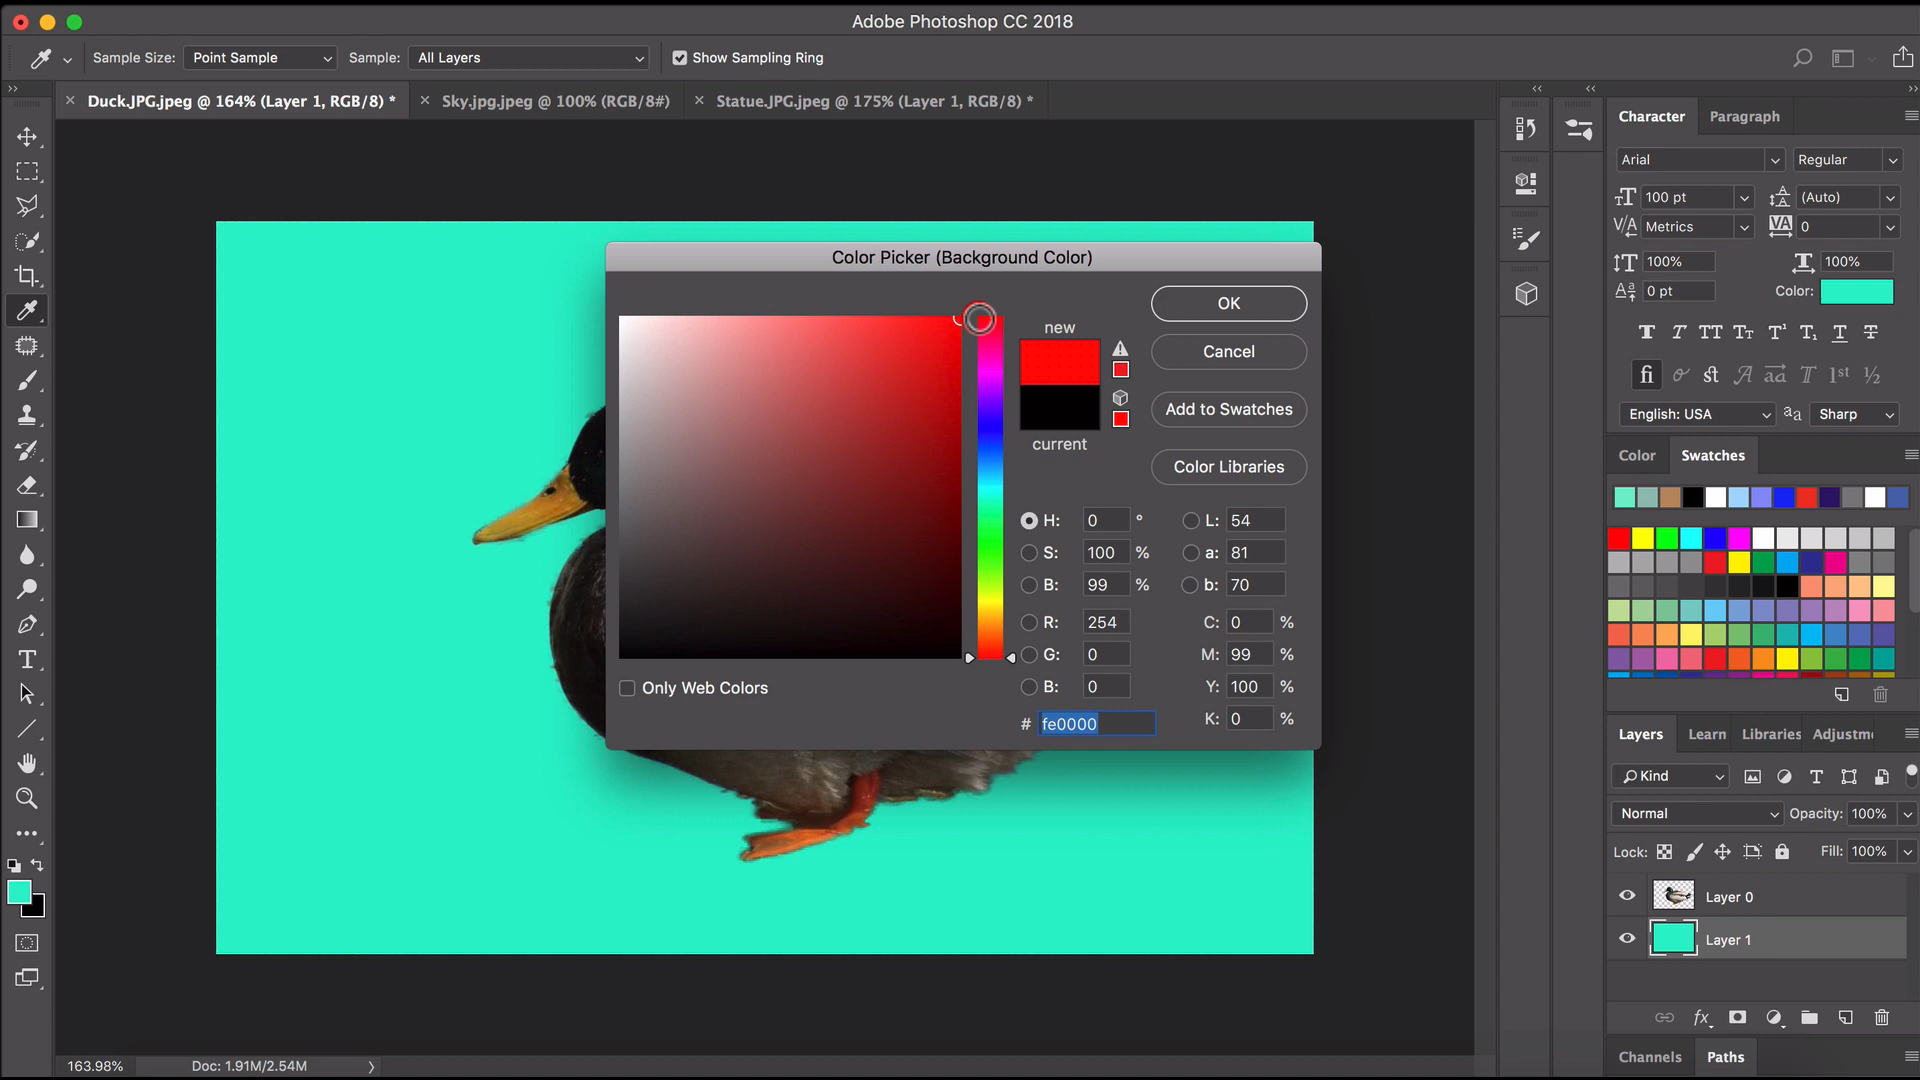 Adobe Photoshop CC 2018
Sample Size: Point Sample Sample: All Layers Show Sampling Ring
Duck.JPG.jpeg @ 164% (Layer 1, RGB/8) * Sky.jpg.jpeg @ 100% (RGB/8#) Statue.JPG.jpeg @ 175% (Layer 1, RGB/8) *
Character Paragraph
Arial Regular
100 pt (Auto)
Metrics 0
100% 100%
0 pt Color:
English: USA Sharp
Color Swatches
Color Picker (Background Color)
OK
new
Cancel
Add to Swatches
current
Color Libraries
H: 0 ° L: 54
S: 100 % a: 81
B: 99 % b: 70
R: 254 C: 0 %
G: 0 M: 99 %
B: 0 Y: 100 %
# fe0000 K: 0 %
Only Web Colors
Layers Learn Libraries Adjustm
Kind
Normal Opacity: 100%
Lock: Fill: 100%
Layer 0
Layer 1
Channels Paths
163.98% Doc: 1.91M/2.54M